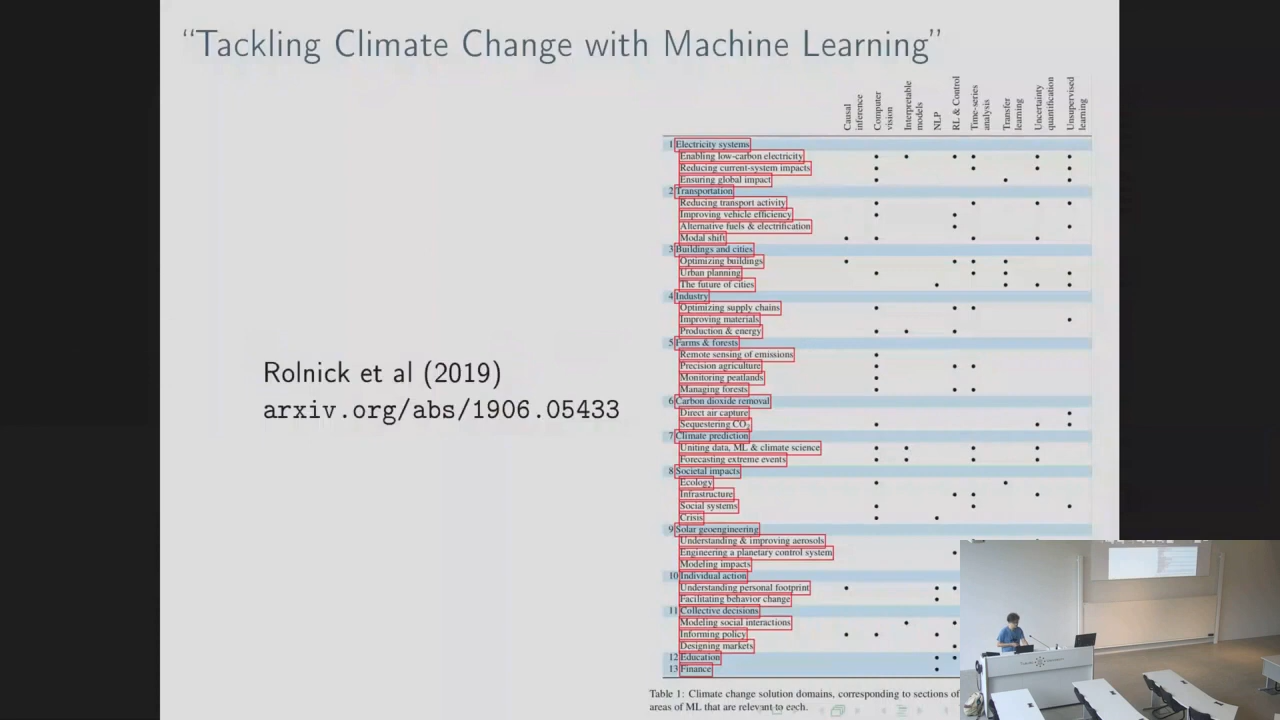 “Tackling Climate Change with Machine Learning”
Causal inference
Computer vision
Interpretable models
NLP
RL & Control
Time-series analysis
Transfer learning
Uncertainty quantification
Unsupervised learning
1 Electricity systems
Enabling low-carbon electricity
Reducing current-system impacts
Ensuring global impact
2 Transportation
Reducing transport activity
Improving vehicle efficiency
Alternative fuels & electrification
Modal shift
3 Buildings and cities
Optimizing buildings
Urban planning
The future of cities
4 Industry
Optimizing supply chains
Improving materials
Production & energy
5 Farms & forests
Remote sensing of emissions
Precision agriculture
Monitoring peatlands
Managing forests
6 Carbon dioxide removal
Direct air capture
Sequestering CO2
7 Climate prediction
Uniting data, ML & climate science
Forecasting extreme events
8 Societal impacts
Ecology
Infrastructure
Social systems
Crisis
9 Solar geoengineering
Understanding & improving aerosols
Engineering a planetary control system
Modeling impacts
10 Individual action
Understanding personal footprint
Facilitating behavior change
11 Collective decisions
Modeling social interactions
Informing policy
Designing markets
12 Education
13 Finance
Rolnick et al (2019)
arxiv.org/abs/1906.05433
Table 1: Climate change solution domains, corresponding to sections of
areas of ML that are relevant to each.